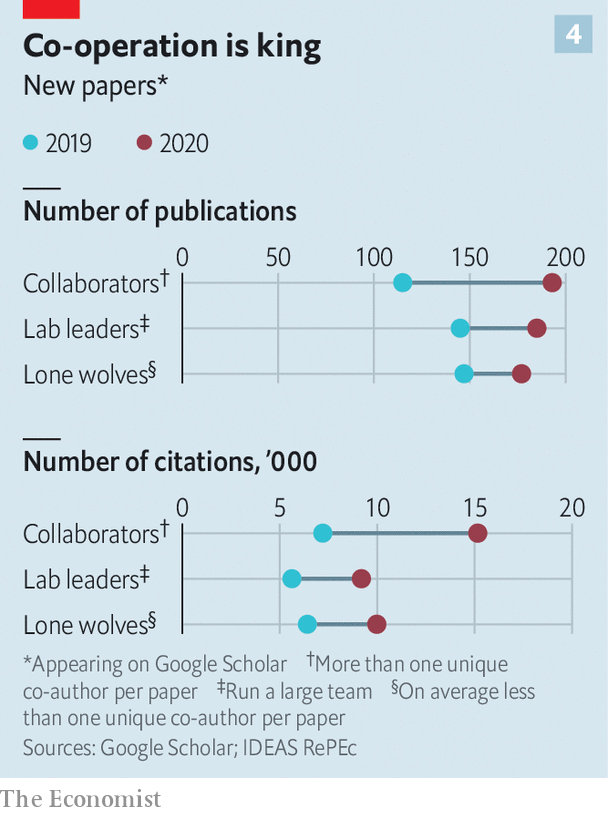 Co-operation is king
4
New papers*
2019 2020
Number of publications
0 50 100 150 200
Collaborators†
Lab leaders‡
Lone wolves§
Number of citations, ’000
0 5 10 15 20
Collaborators†
Lab leaders‡
Lone wolves§
*Appearing on Google Scholar †More than one unique
co-author per paper ‡Run a large team §On average less
than one unique co-author per paper
Sources: Google Scholar; IDEAS RePEc
The Economist